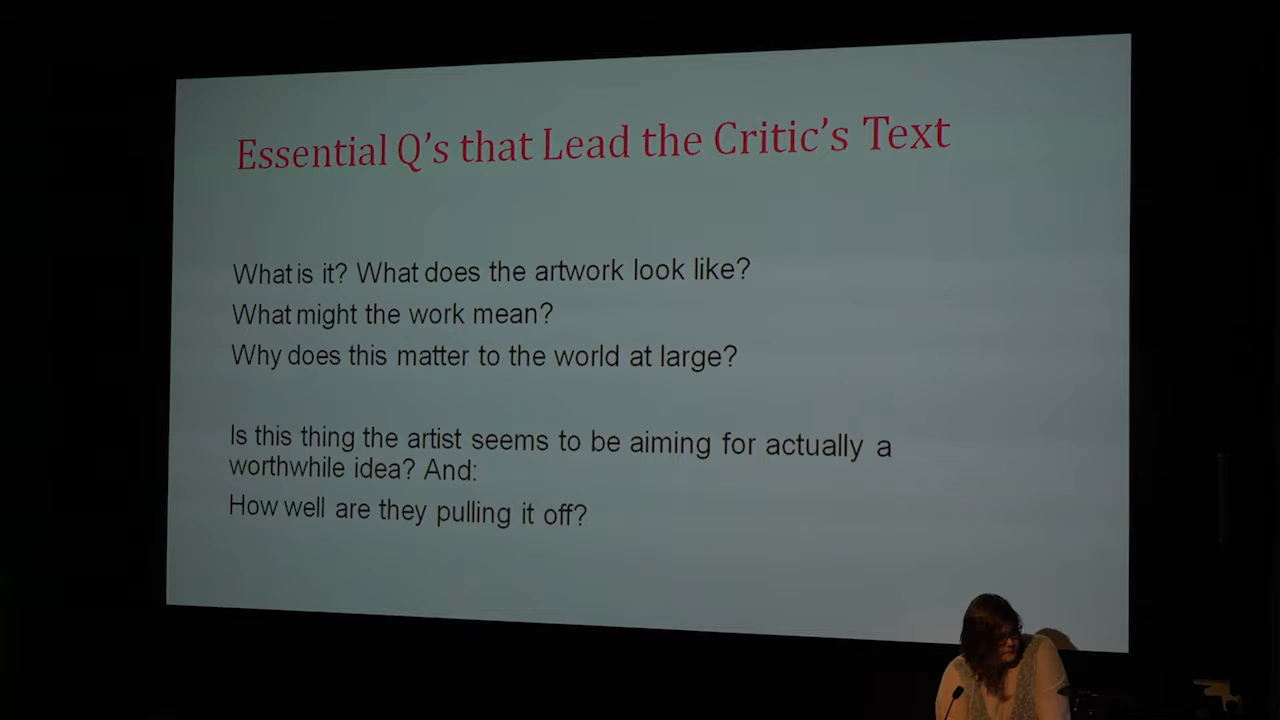 Essential Q's that Lead the Critic's Text
What is it? What does the artwork look like?
What might the work mean?
Why does this matter to the world at large?
Is this thing the artist seems to be aiming for actually a
worthwhile idea? And:
How well are they pulling it off?